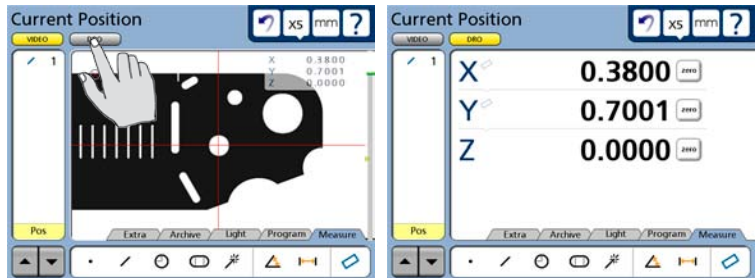 Current Position
x5 mm ?
VIDEO DRO
1
X 0.3800
Y 0.7001
Z 0.0000
Pos
Extra Archive Light Program Measure
Current Position
x5 mm ?
VIDEO DRO
1
X 0.3800 zero
Y 0.7001 zero
Z 0.0000 zero
Pos
Extra Archive Light Program Measure